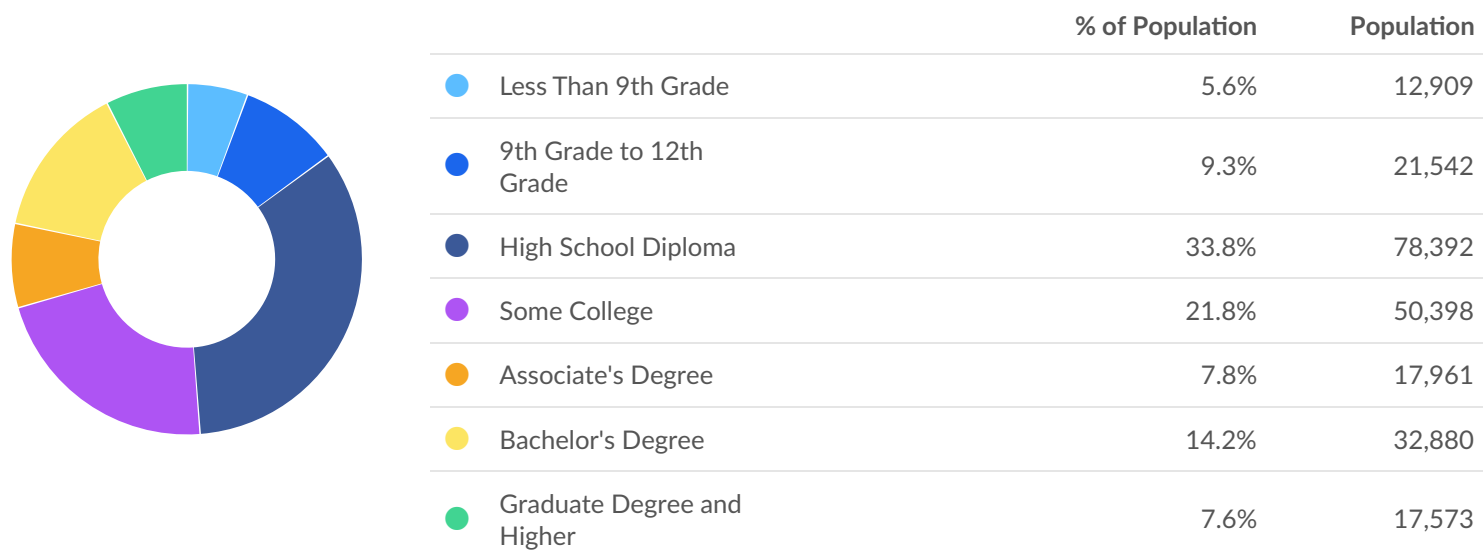 % of Population Population
Less Than 9th Grade 5.6% 12,909
9th Grade to 12th
Grade 9.3% 21,542
High School Diploma 33.8% 78,392
Some College 21.8% 50,398
Associate's Degree 7.8% 17,961
Bachelor's Degree 14.2% 32,880
Graduate Degree and
Higher 7.6% 17,573